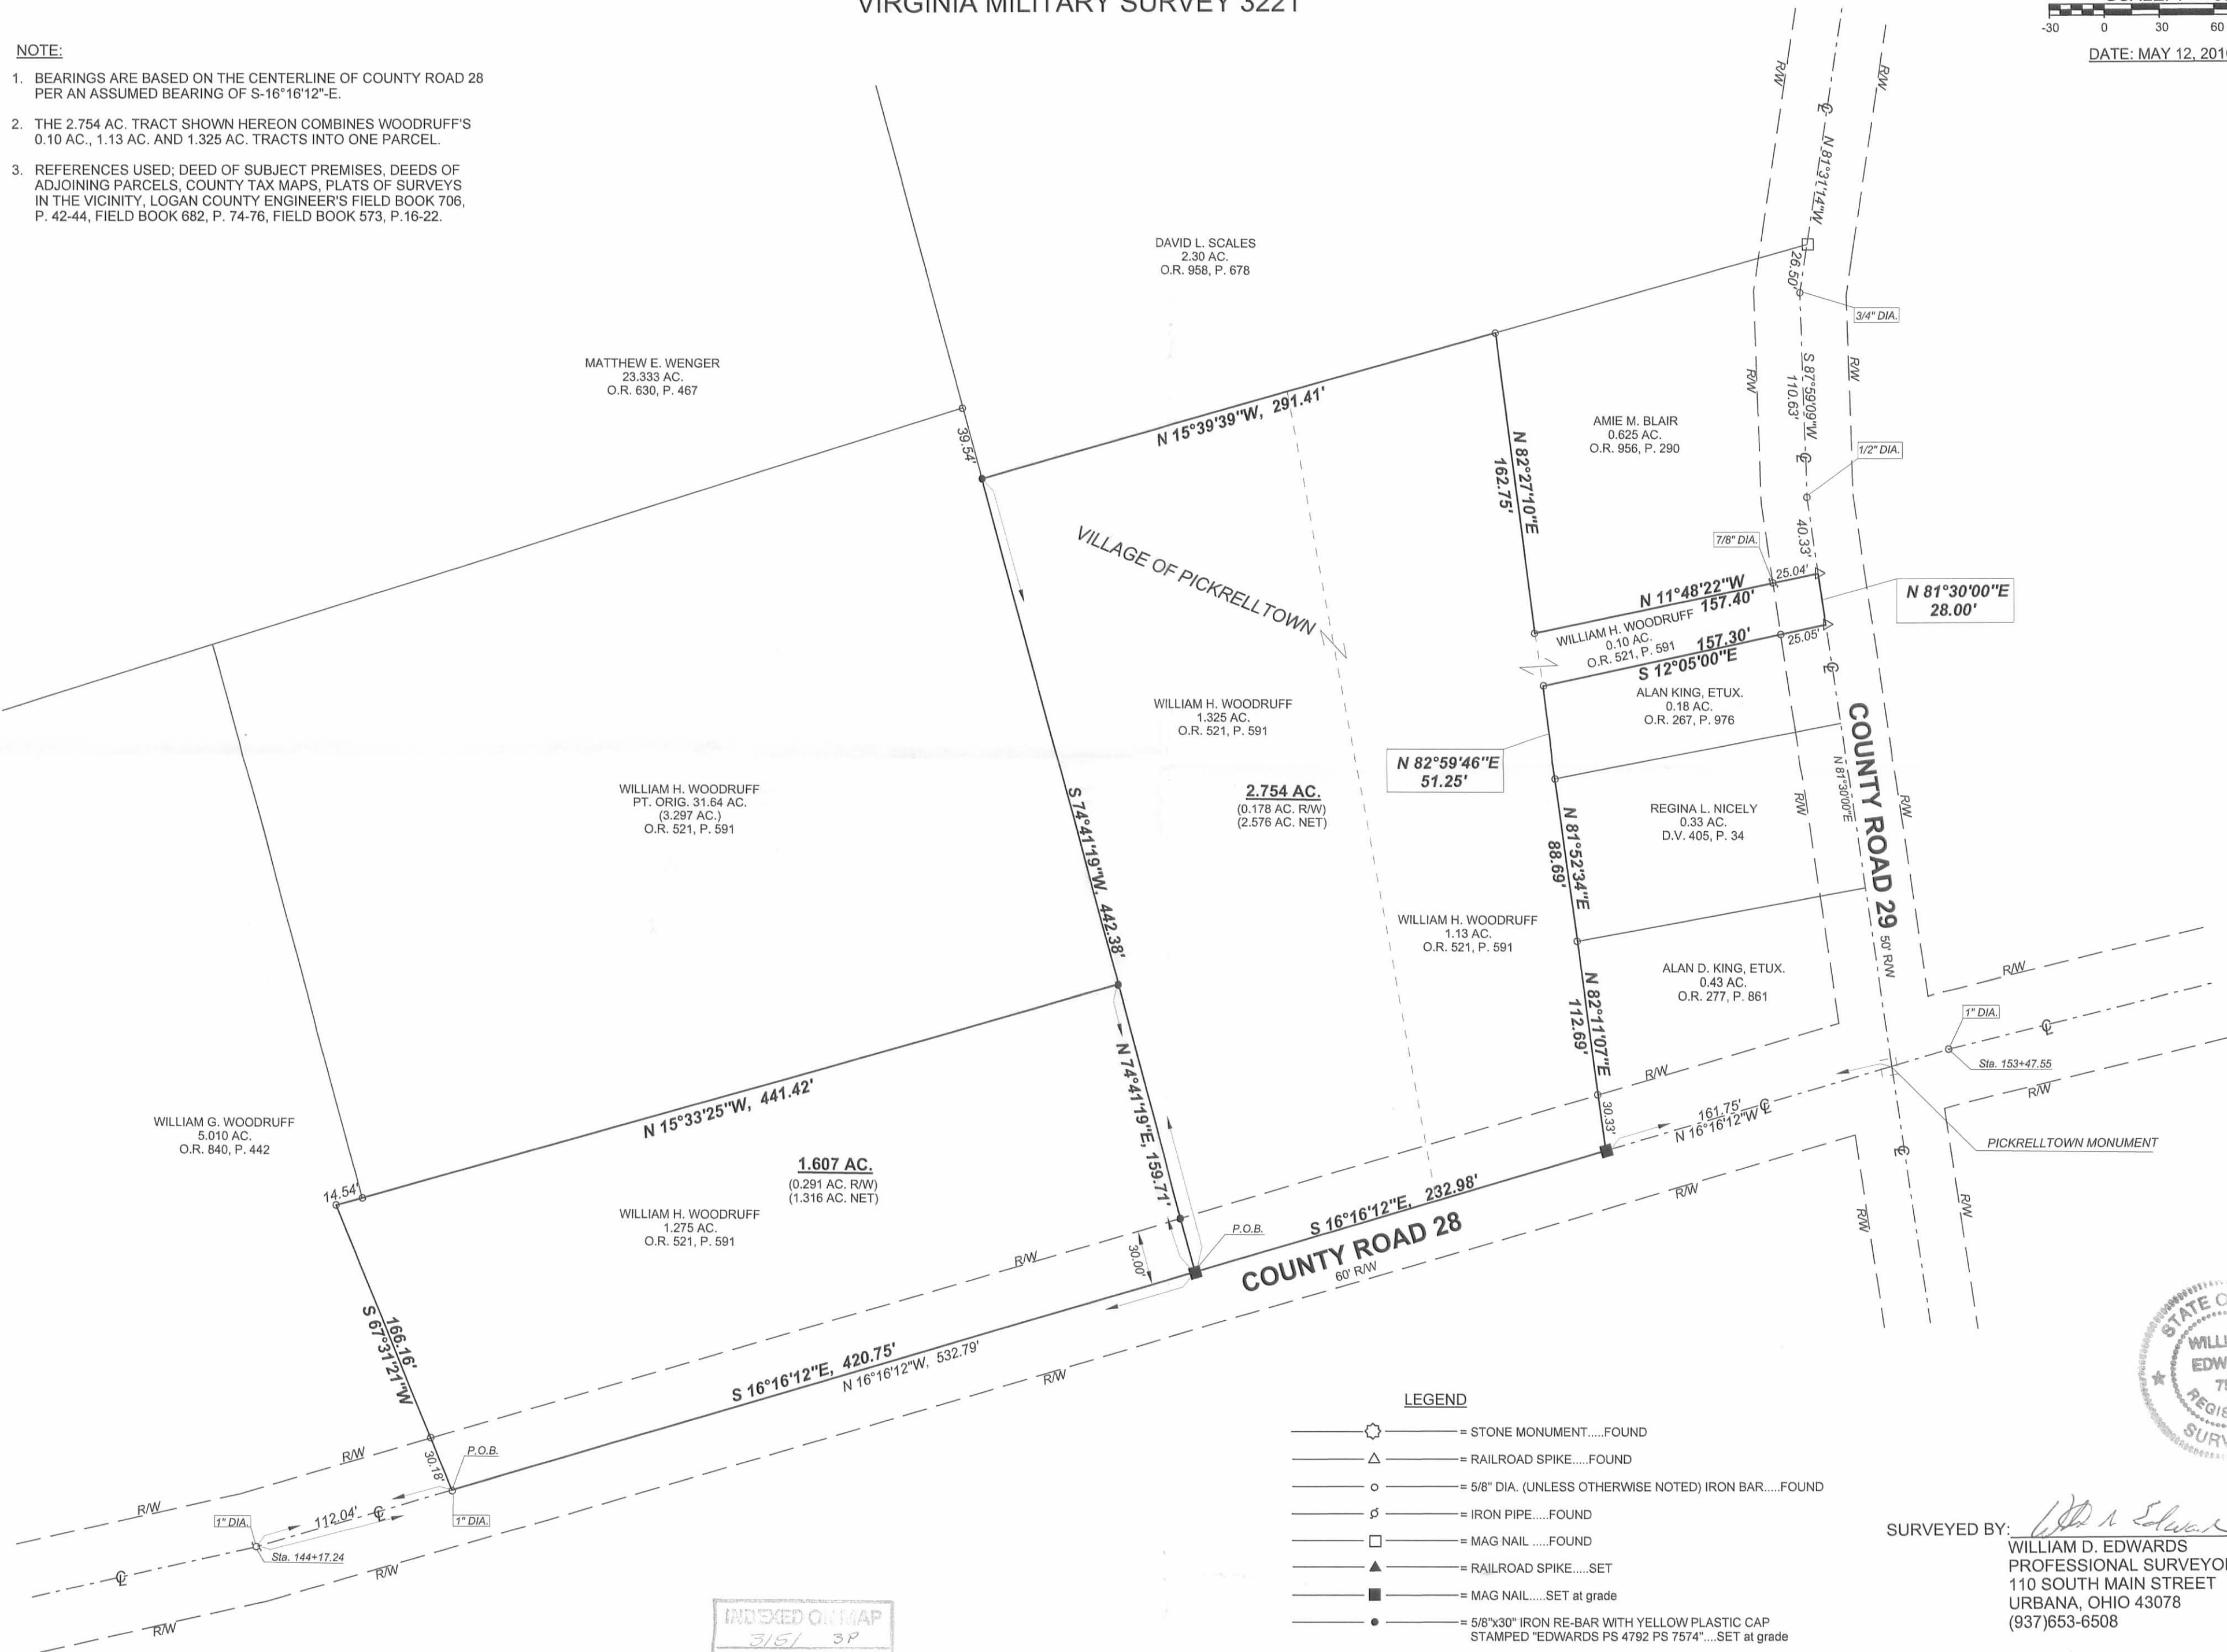 VIRGINIA MILITARY SURVEY 3221
-30 0 30 60
DATE: MAY 12, 201
NOTE:
1. BEARINGS ARE BASED ON THE CENTERLINE OF COUNTY ROAD 28
PER AN ASSUMED BEARING OF S-16°16'12"-E.
2. THE 2.754 AC. TRACT SHOWN HEREON COMBINES WOODRUFF'S
0.10 AC., 1.13 AC. AND 1.325 AC. TRACTS INTO ONE PARCEL.
3. REFERENCES USED; DEED OF SUBJECT PREMISES, DEEDS OF
ADJOINING PARCELS, COUNTY TAX MAPS, PLATS OF SURVEYS
IN THE VICINITY, LOGAN COUNTY ENGINEER'S FIELD BOOK 706,
P. 42-44, FIELD BOOK 682, P. 74-76, FIELD BOOK 573, P.16-22.
R/W
R/W
℄
N 81°31'14"W
DAVID L. SCALES
2.30 AC.
O.R. 958, P. 678
26.50'
3/4" DIA.
MATTHEW E. WENGER
23.333 AC.
O.R. 630, P. 467
R/W
S 87°59'09"W
110.63'
R/W
℄
39.54'
N 15°39'39"W, 291.41'
AMIE M. BLAIR
0.625 AC.
O.R. 956, P. 290
1/2" DIA.
N 82°27'10"E
162.75'
VILLAGE OF PICKRELLTOWN
7/8" DIA.
40.33'
25.04'
N 11°48'22"W
157.40'
N 81°30'00"E
28.00'
WILLIAM H. WOODRUFF
0.10 AC.
O.R. 521, P. 591
157.30'
S 12°05'00"E
25.05'
℄
ALAN KING, ETUX.
0.18 AC.
O.R. 267, P. 976
WILLIAM H. WOODRUFF
1.325 AC.
O.R. 521, P. 591
N 82°59'46"E
51.25'
COUNTY ROAD 29
N 81°30'00"E
R/W
R/W
50' R/W
WILLIAM H. WOODRUFF
PT. ORIG. 31.64 AC.
(3.297 AC.)
O.R. 521, P. 591
S 74°41'19"W, 442.38'
2.754 AC.
(0.178 AC. R/W)
(2.576 AC. NET)
REGINA L. NICELY
0.33 AC.
D.V. 405, P. 34
N 81°52'34"E
88.69'
WILLIAM H. WOODRUFF
1.13 AC.
O.R. 521, P. 591
ALAN D. KING, ETUX.
0.43 AC.
O.R. 277, P. 861
N 82°11'07"E
112.69'
R/W
1" DIA.
℄
Sta. 153+47.55
R/W
R/W
30.33'
161.75' ℄
N 16°16'12"W
PICKRELLTOWN MONUMENT
℄
R/W
R/W
R/W
N 15°33'25"W, 441.42'
N 74°41'19"E, 159.71'
WILLIAM G. WOODRUFF
5.010 AC.
O.R. 840, P. 442
1.607 AC.
(0.291 AC. R/W)
(1.316 AC. NET)
14.54'
WILLIAM H. WOODRUFF
1.275 AC.
O.R. 521, P. 591
P.O.B.
S 16°16'12"E, 232.98'
COUNTY ROAD 28
60' R/W
R/W
30.00'
166.16'
S 67°31'21"W
S 16°16'12"E, 420.75'
N 16°16'12"W, 532.79'
R/W
R/W
P.O.B.
30.18'
R/W
1" DIA.
112.04' ℄
1" DIA.
Sta. 144+17.24
℄
R/W
R/W
LEGEND
= STONE MONUMENT.....FOUND
= RAILROAD SPIKE.....FOUND
= 5/8" DIA. (UNLESS OTHERWISE NOTED) IRON BAR.....FOUND
= IRON PIPE.....FOUND
= MAG NAIL .....FOUND
= RAILROAD SPIKE.....SET
= MAG NAIL.....SET at grade
= 5/8"x30" IRON RE-BAR WITH YELLOW PLASTIC CAP
STAMPED "EDWARDS PS 4792 PS 7574"....SET at grade
INDEXED ON MAP
3151 3P
STATE O
WILLI
EDW
REGIS
SURV
SURVEYED BY:
WILLIAM D. EDWARDS
PROFESSIONAL SURVEYO
110 SOUTH MAIN STREET
URBANA, OHIO 43078
(937)653-6508